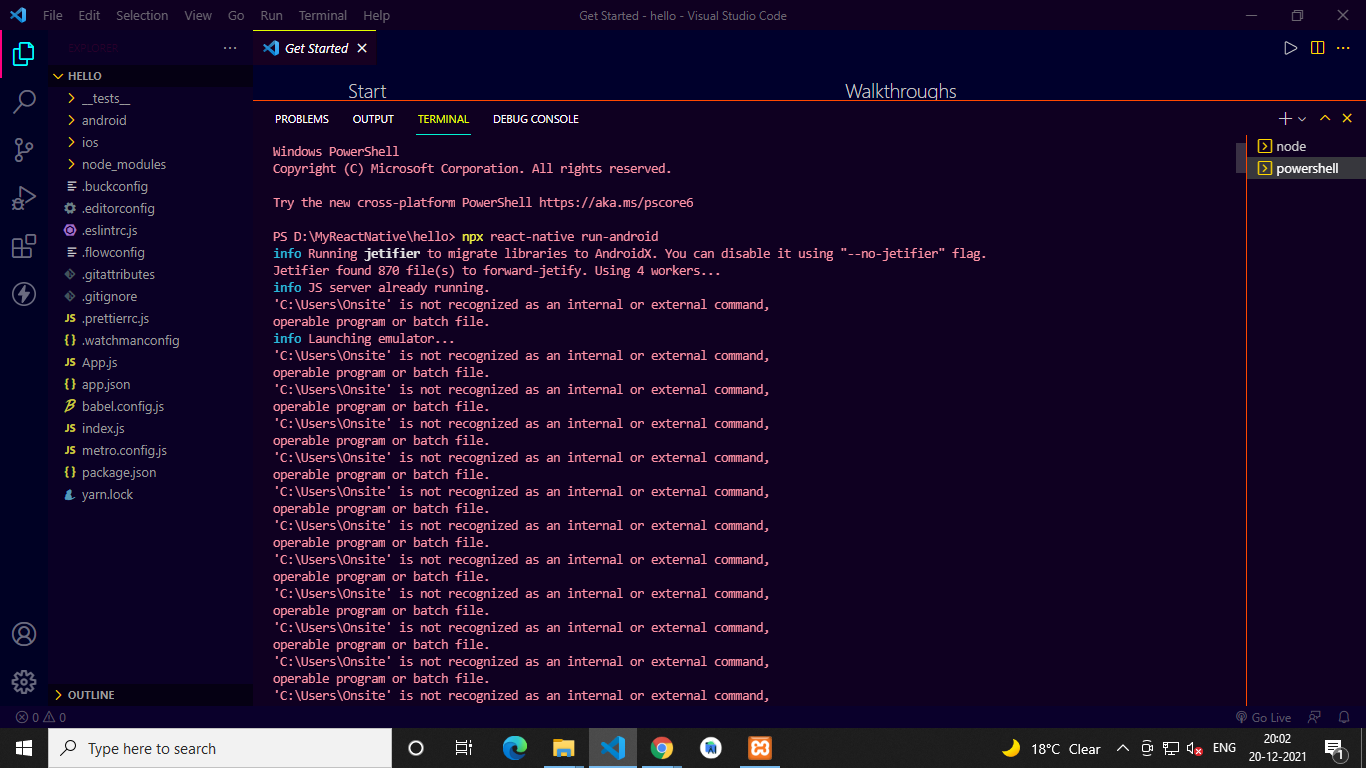 File Edit Selection View Go Run Terminal Help
Get Started - hello - Visual Studio Code
EXPLORER
Get Started
HELLO
__tests__
android
ios
node_modules
.buckconfig
.editorconfig
.eslintrc.js
.flowconfig
.gitattributes
.gitignore
.prettierrc.js
.watchmanconfig
App.js
app.json
babel.config.js
index.js
metro.config.js
package.json
yarn.lock
OUTLINE
Start
Walkthroughs
PROBLEMS OUTPUT TERMINAL DEBUG CONSOLE
node
powershell
Windows PowerShell
Copyright (C) Microsoft Corporation. All rights reserved.
Try the new cross-platform PowerShell https://aka.ms/pscore6
PS D:\MyReactNative\hello> npx react-native run-android
info Running jetifier to migrate libraries to AndroidX. You can disable it using "--no-jetifier" flag.
Jetifier found 870 file(s) to forward-jetify. Using 4 workers...
info JS server already running.
'C:\Users\Onsite' is not recognized as an internal or external command,
operable program or batch file.
info Launching emulator...
'C:\Users\Onsite' is not recognized as an internal or external command,
operable program or batch file.
'C:\Users\Onsite' is not recognized as an internal or external command,
operable program or batch file.
'C:\Users\Onsite' is not recognized as an internal or external command,
operable program or batch file.
'C:\Users\Onsite' is not recognized as an internal or external command,
operable program or batch file.
'C:\Users\Onsite' is not recognized as an internal or external command,
operable program or batch file.
'C:\Users\Onsite' is not recognized as an internal or external command,
operable program or batch file.
'C:\Users\Onsite' is not recognized as an internal or external command,
operable program or batch file.
'C:\Users\Onsite' is not recognized as an internal or external command,
operable program or batch file.
'C:\Users\Onsite' is not recognized as an internal or external command,
operable program or batch file.
'C:\Users\Onsite' is not recognized as an internal or external command,
operable program or batch file.
'C:\Users\Onsite' is not recognized as an internal or external command,
0 0
Go Live
Type here to search
18°C Clear
ENG
20:02
20-12-2021
1